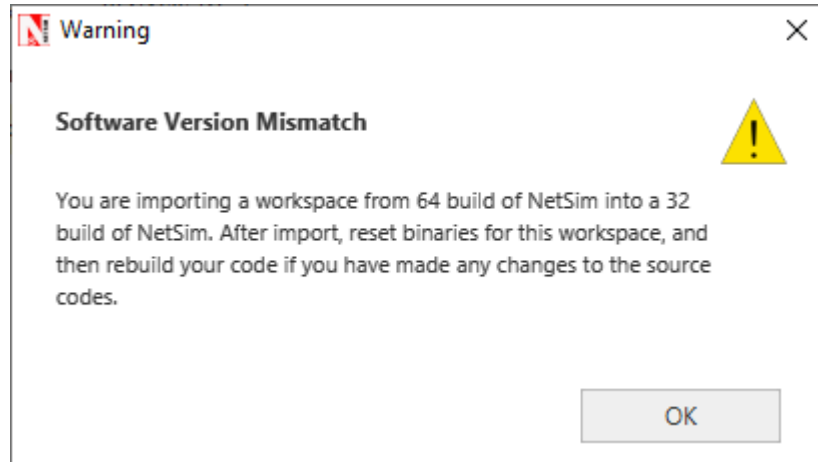 Warning
Software Version Mismatch
You are importing a workspace from 64 build of NetSim into a 32
build of NetSim. After import, reset binaries for this workspace, and
then rebuild your code if you have made any changes to the source
codes.
OK